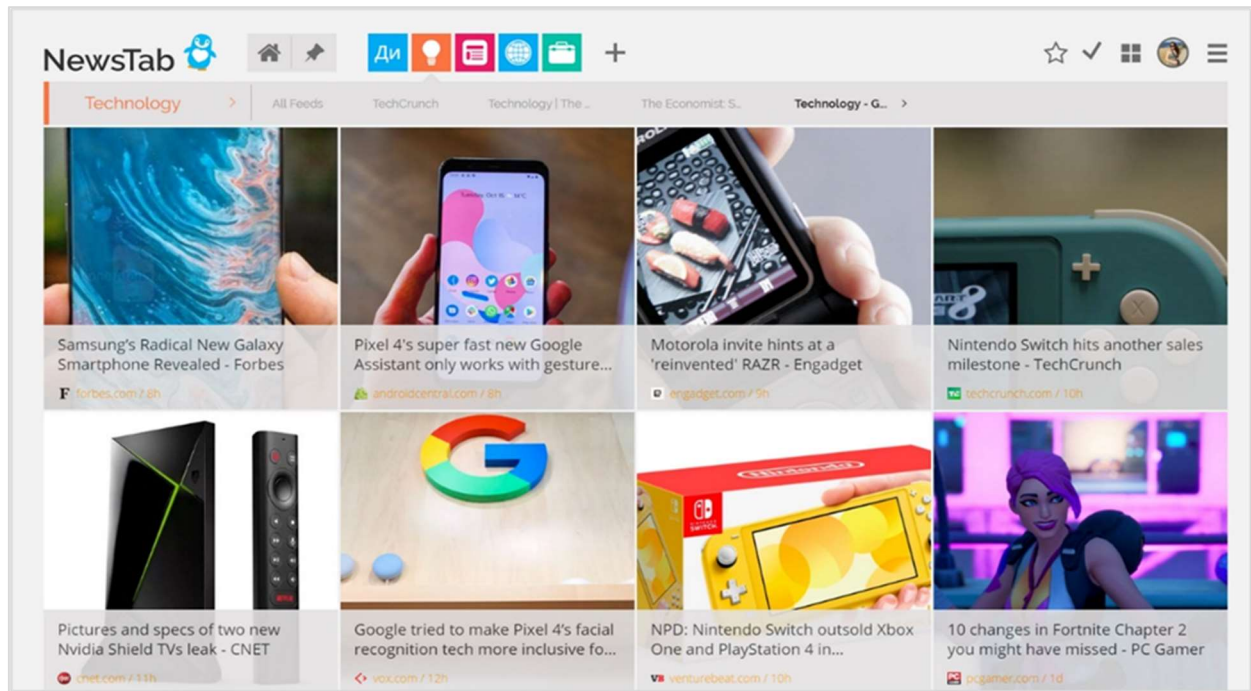 NewsTab
Ди
Technology
All Feeds
TechCrunch
Technology | The ...
The Economist: S...
Technology - G...
Samsung's Radical New Galaxy
Smartphone Revealed - Forbes
forbes.com / 8h
Pixel 4's super fast new Google
Assistant only works with gesture...
androidcentral.com / 8h
Motorola invite hints at a
'reinvented' RAZR - Engadget
engadget.com / 9h
Nintendo Switch hits another sales
milestone - TechCrunch
techcrunch.com / 10h
Nintendo
Pictures and specs of two new
Nvidia Shield TVs leak - CNET
cnet.com / 11h
Google tried to make Pixel 4's facial
recognition tech more inclusive fo...
vox.com / 12h
NPD: Nintendo Switch outsold Xbox
One and PlayStation 4 in...
venturebeat.com / 10h
10 changes in Fortnite Chapter 2
you might have missed - PC Gamer
pcgamer.com / 1d